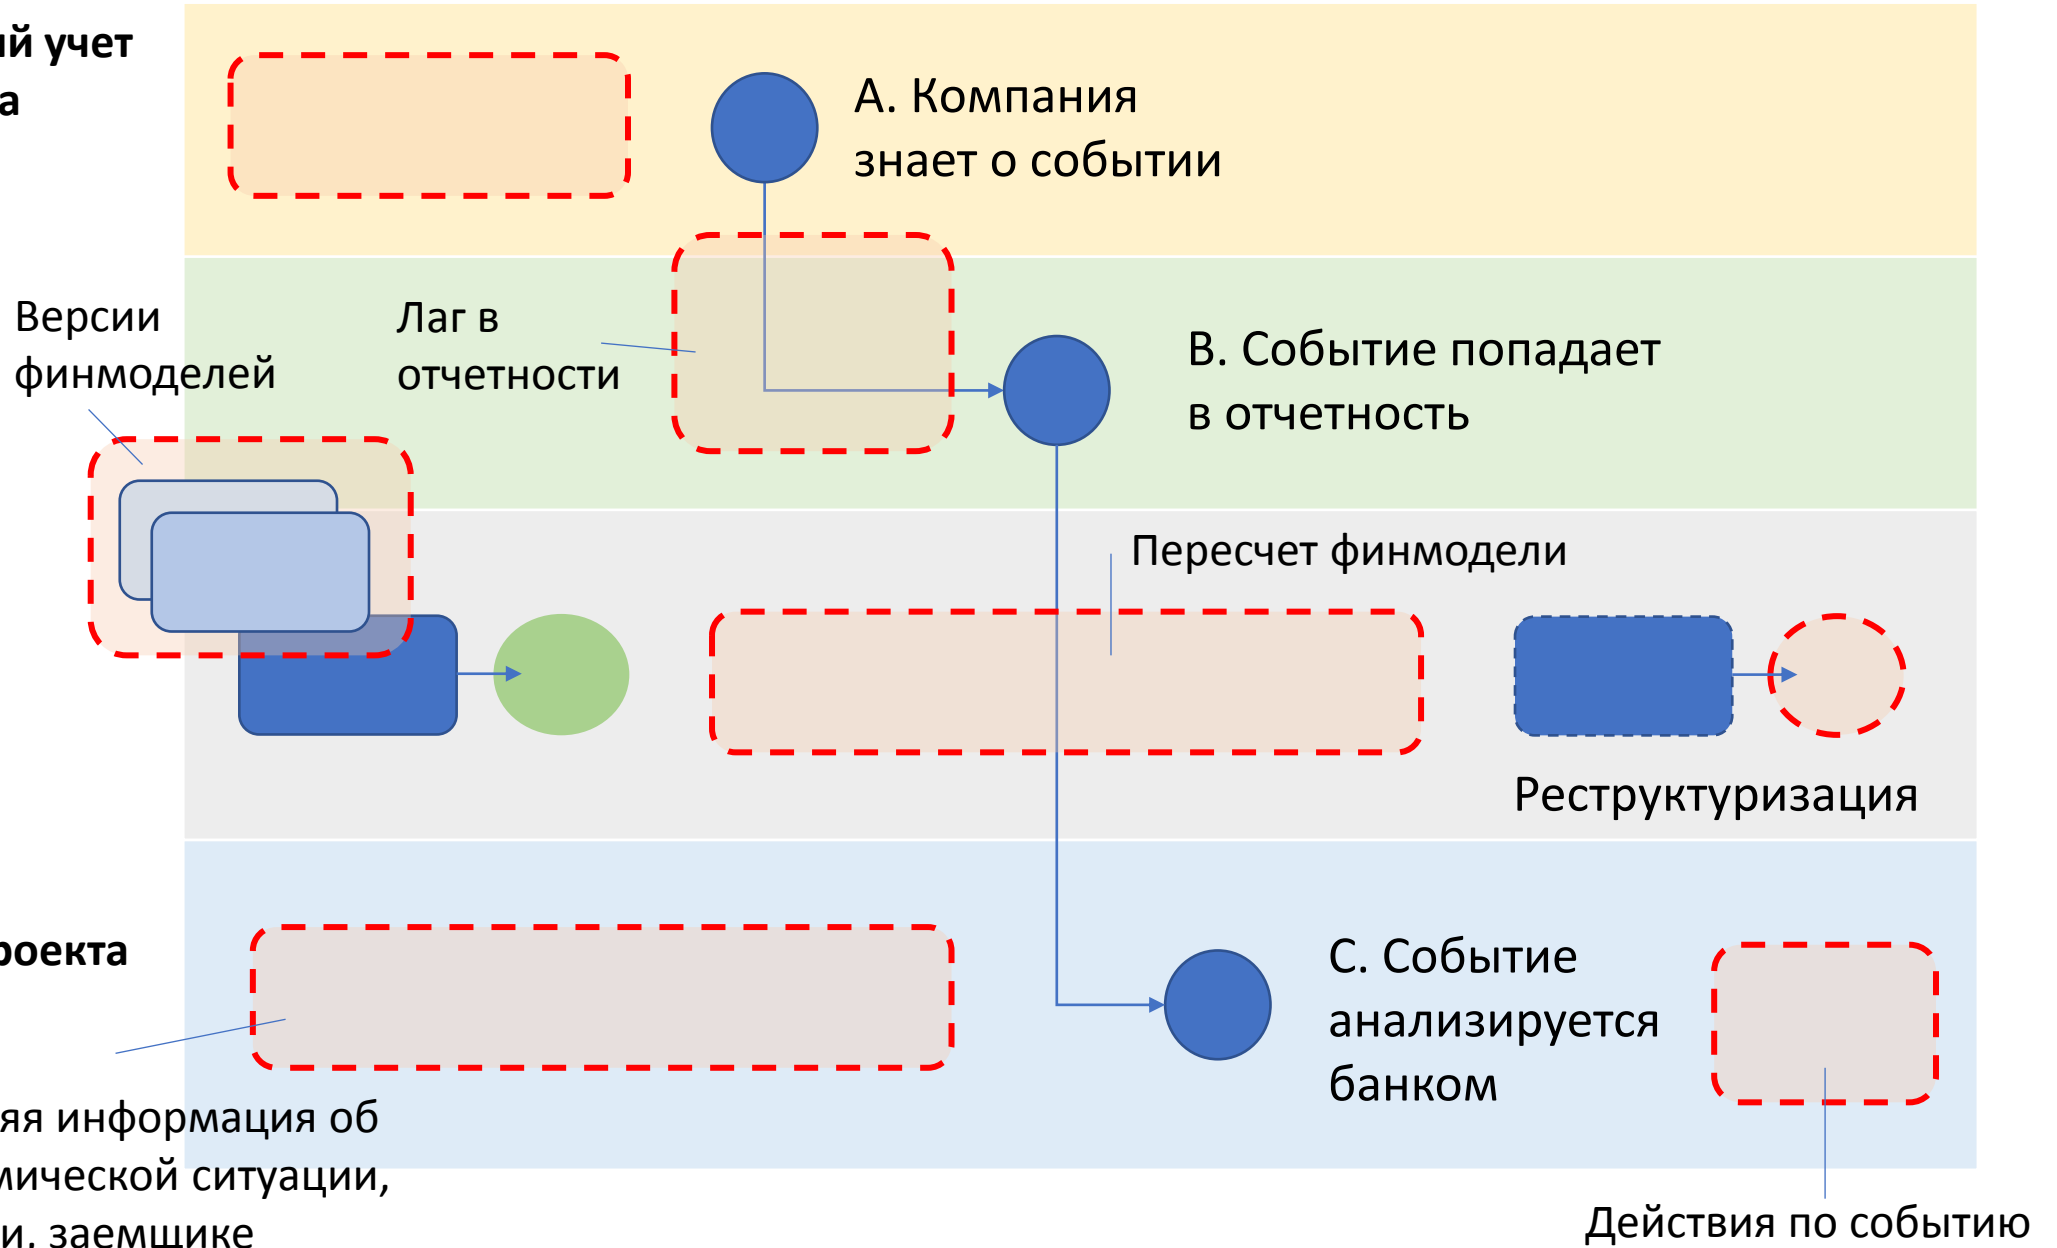 й учет
а
А. Компания
знает о событии
Версии
финмоделей
Лаг в
отчетности
В. Событие попадает
в отчетность
Пересчет финмодели
Реструктуризация
роекта
С. Событие
анализируется
банком
яя информация об
мической ситуации,
и, заемщике
Действия по событию